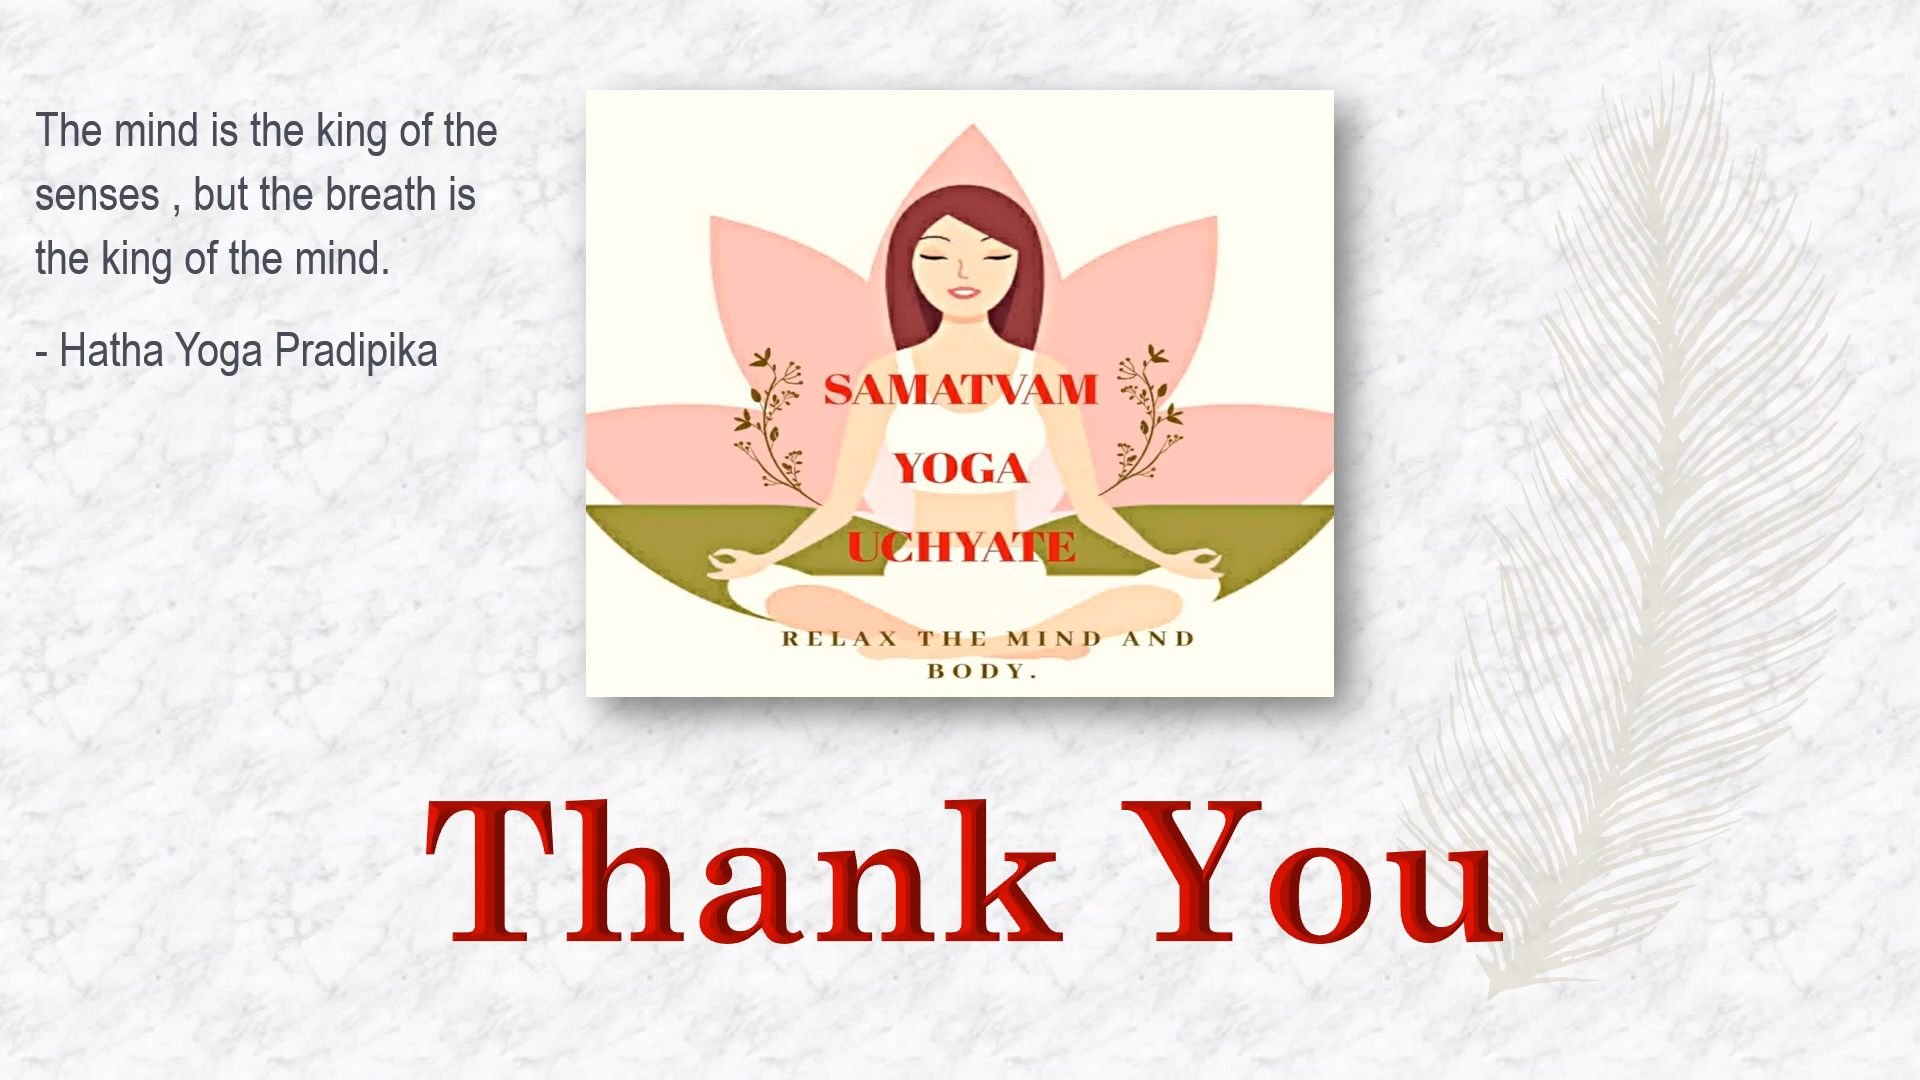 The mind is the king of the
senses , but the breath is
the king of the mind.
- Hatha Yoga Pradipika
SAMATVAM
YOGA
UCHYATE
RELAX THE MIND AND
BODY.
Thank You